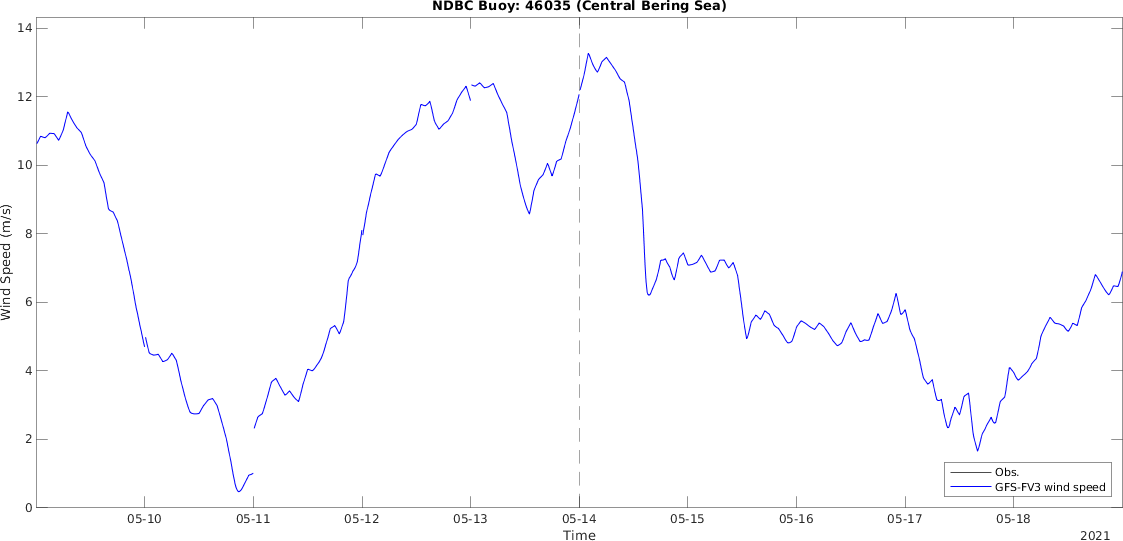 NDBC Buoy: 46035 (Central Bering Sea)
14
12
10
8
6
4
2
0
Wind Speed (m/s)
Obs.
GFS-FV3 wind speed
05-10 05-11 05-12 05-13 05-14 05-15 05-16 05-17 05-18
Time
2021